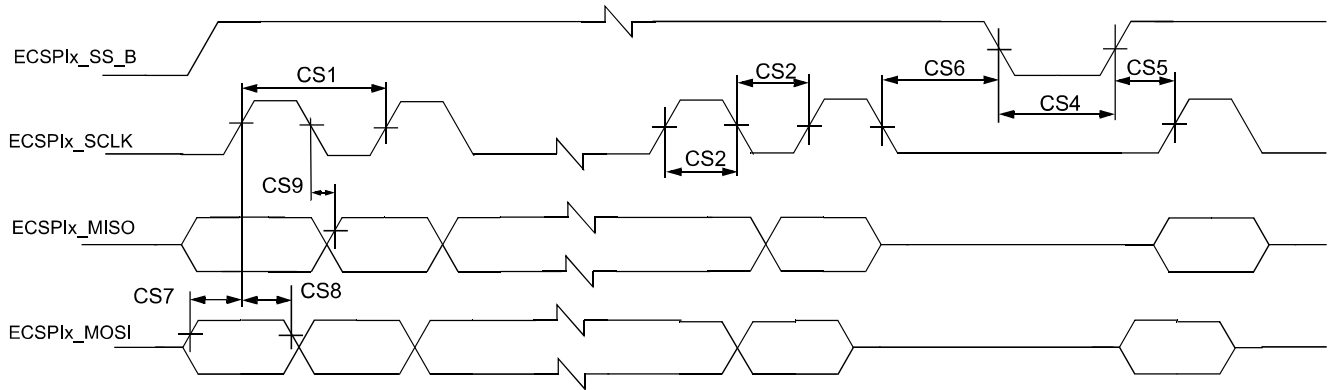 ECSPIx_SS_B
CS1
CS2
CS6
CS5
CS4
ECSPIx_SCLK
CS2
CS9
ECSPIx_MISO
CS7
CS8
ECSPIx_MOSI